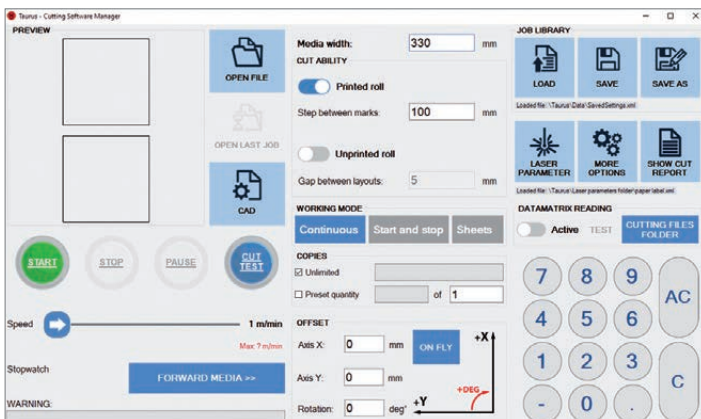 Taurus - Cutting Software Manager
PREVIEW
OPEN FILE
OPEN LAST JOB
CAD
START
STOP
PAUSE
CUT TEST
Speed
1 m/min
Max: ? m/min
Stopwatch
FORWARD MEDIA >>
WARNING:
Media width:
330
mm
CUT ABILITY
Printed roll
Step between marks:
100
mm
Unprinted roll
Gap between layouts:
5
mm
WORKING MODE
Continuous
Start and stop
Sheets
COPIES
Unlimited
Preset quantity
of
1
OFFSET
Axis X:
0
mm
ON FLY
Axis Y:
0
mm
Rotation:
0
deg°
+X
+DEG
+Y
JOB LIBRARY
LOAD
SAVE
SAVE AS
Loaded file: \Taurus\Data\SavedSettings.xml
LASER
PARAMETER
MORE
OPTIONS
SHOW CUT
REPORT
Loaded file: \Taurus\Laser parameters folder\paper label.xml
DATAMATRIX READING
Active
TEST
CUTTING FILES
FOLDER
7
8
9
AC
4
5
6
1
2
3
C
-
0
.